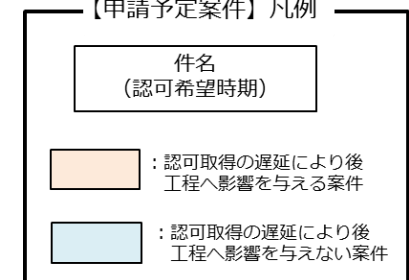 【申請予定案件】凡例
件名
（認可希望時期）
：認可取得の遅延により後
工程へ影響を与える案件
：認可取得の遅延により後
工程へ影響を与えない案件